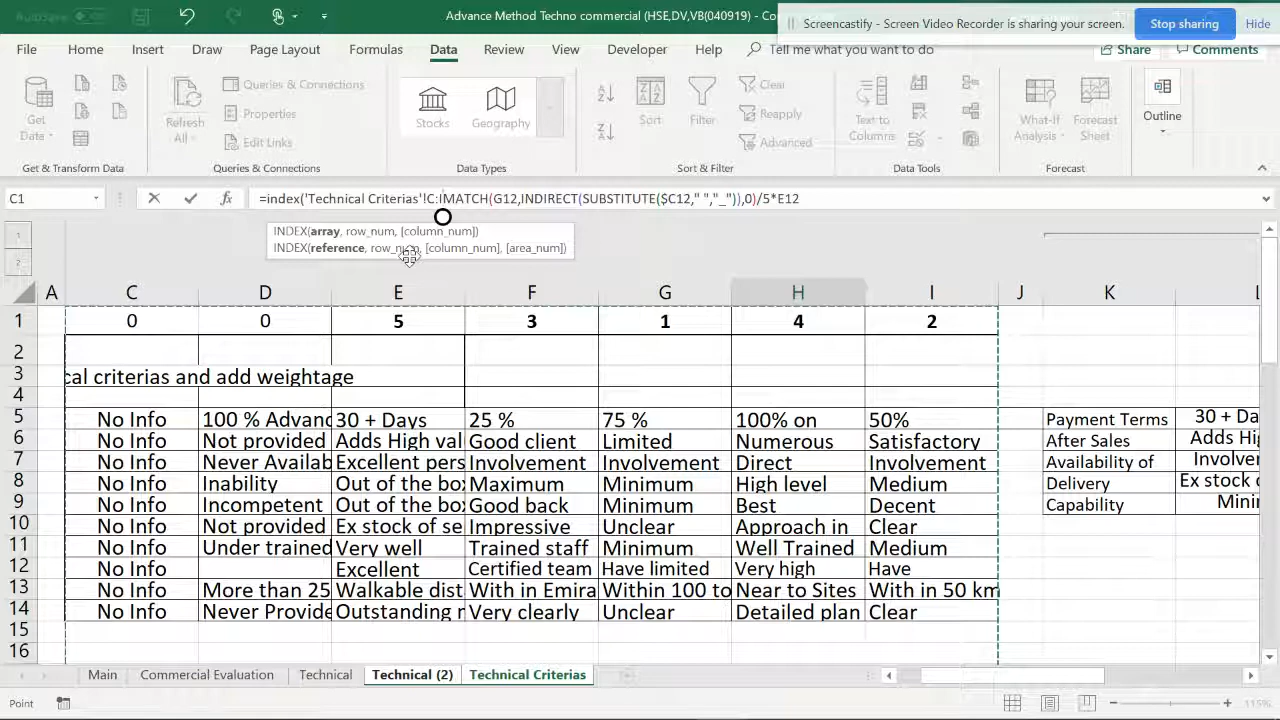 AutoSave
Advance Method Techno commercial (HSE,DV,VB(040919) - Co
Screencastify - Screen Video Recorder is sharing your screen.
Stop sharing
Hide
File Home Insert Draw Page Layout Formulas Data Review View Developer Help Tell me what you want to do Share Comments
Get Data
Refresh All
Queries & Connections
Properties
Edit Links
Stocks
Geography
Sort
Filter
Clear
Reapply
Advanced
Text to Columns
What-If Analysis
Forecast Sheet
Outline
Get & Transform Data Queries & Connections Data Types Sort & Filter Data Tools Forecast
C1 =index('Technical Criterias'!C:IMATCH(G12,INDIRECT(SUBSTITUTE($C12," ","_")),0)/5*E12
INDEX(array, row_num, [column_num])
INDEX(reference, row_num, [column_num], [area_num])
1
2
A C D E F G H I J K L
1 0 0 5 3 1 4 2
2
3 cal criterias and add weightage
4
5 No Info 100 % Advanc 30 + Days 25 % 75 % 100% on 50% Payment Terms 30 + Da
6 No Info Not provided Adds High val Good client Limited Numerous Satisfactory After Sales Adds Hig
7 No Info Never Availab Excellent pers Involvement Involvement Direct Involvement Availability of Involver
8 No Info Inability Out of the box Maximum Minimum High level Medium Delivery Ex stock o
9 No Info Incompetent Out of the box Good back Minimum Best Decent Capability Mini
10 No Info Not provided Ex stock of se Impressive Unclear Approach in Clear
11 No Info Under trained Very well Trained staff Minimum Well Trained Medium
12 No Info Excellent Certified team Have limited Very high Have
13 No Info More than 25 Walkable dist With in Emira Within 100 to Near to Sites With in 50 km
14 No Info Never Provide Outstanding r Very clearly Unclear Detailed plan Clear
15
16
Main Commercial Evaluation Technical Technical (2) Technical Criterias
Point 115%